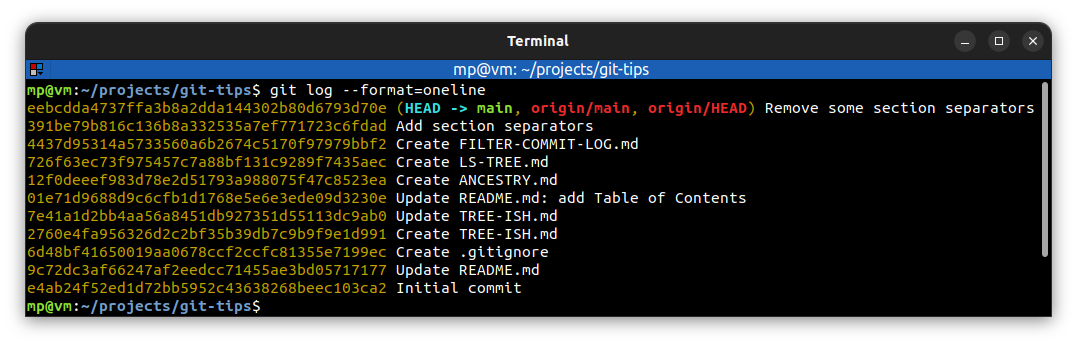 Terminal
mp@vm: ~/projects/git-tips
mp@vm:~/projects/git-tips$ git log --format=oneline
eebcdda4737ffa3b8a2dda144302b80d6793d70e (HEAD -> main, origin/main, origin/HEAD) Remove some section separators
391be79b816c136b8a332535a7ef771723c6fdad Add section separators
4437d95314a5733560a6b2674c5170f97979bbf2 Create FILTER-COMMIT-LOG.md
726f63ec73f975457c7a88bf131c9289f7435aec Create LS-TREE.md
12f0deeef983d78e2d51793a988075f47c8523ea Create ANCESTRY.md
01e71d9688d9c6cfb1d1768e5e6e3ede09d3230e Update README.md: add Table of Contents
7e41a1d2bb4aa56a8451db927351d55113dc9ab0 Update TREE-ISH.md
2760e4fa956326d2c2bf35b39db7c9b9f9e1d991 Create TREE-ISH.md
6d48bf41650019aa0678ccf2ccfc81355e7199ec Create .gitignore
9c72dc3af66247af2eedcc71455ae3bd05717177 Update README.md
e4ab24f52ed1d72bb5952c43638268beec103ca2 Initial commit
mp@vm:~/projects/git-tips$